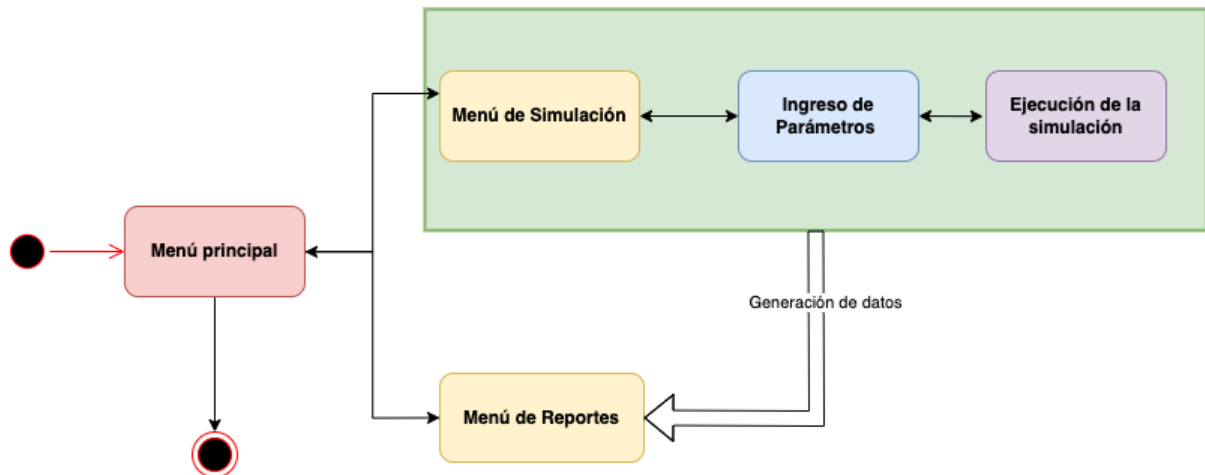 Menú de Simulación
Ingreso de
Parámetros
Ejecución de la
simulación
Menú principal
Generación de datos
Menú de Reportes